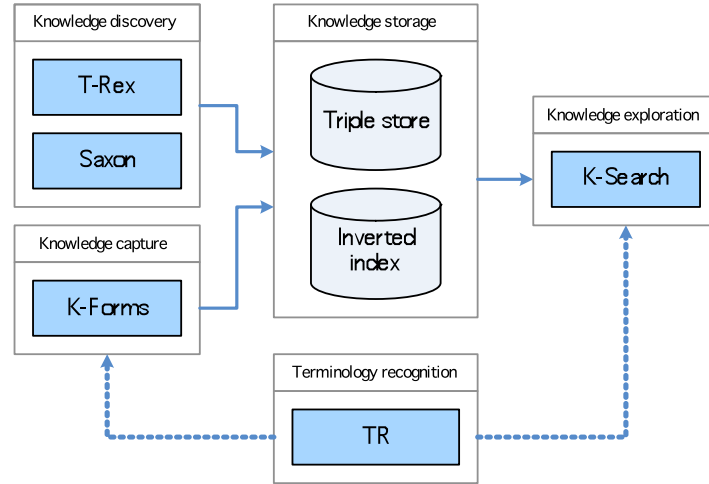 Knowledge discovery
T-Rex
Saxon
Knowledge capture
K-Forms
Knowledge storage
Triple store
Inverted
index
Terminology recognition
TR
Knowledge exploration
K-Search